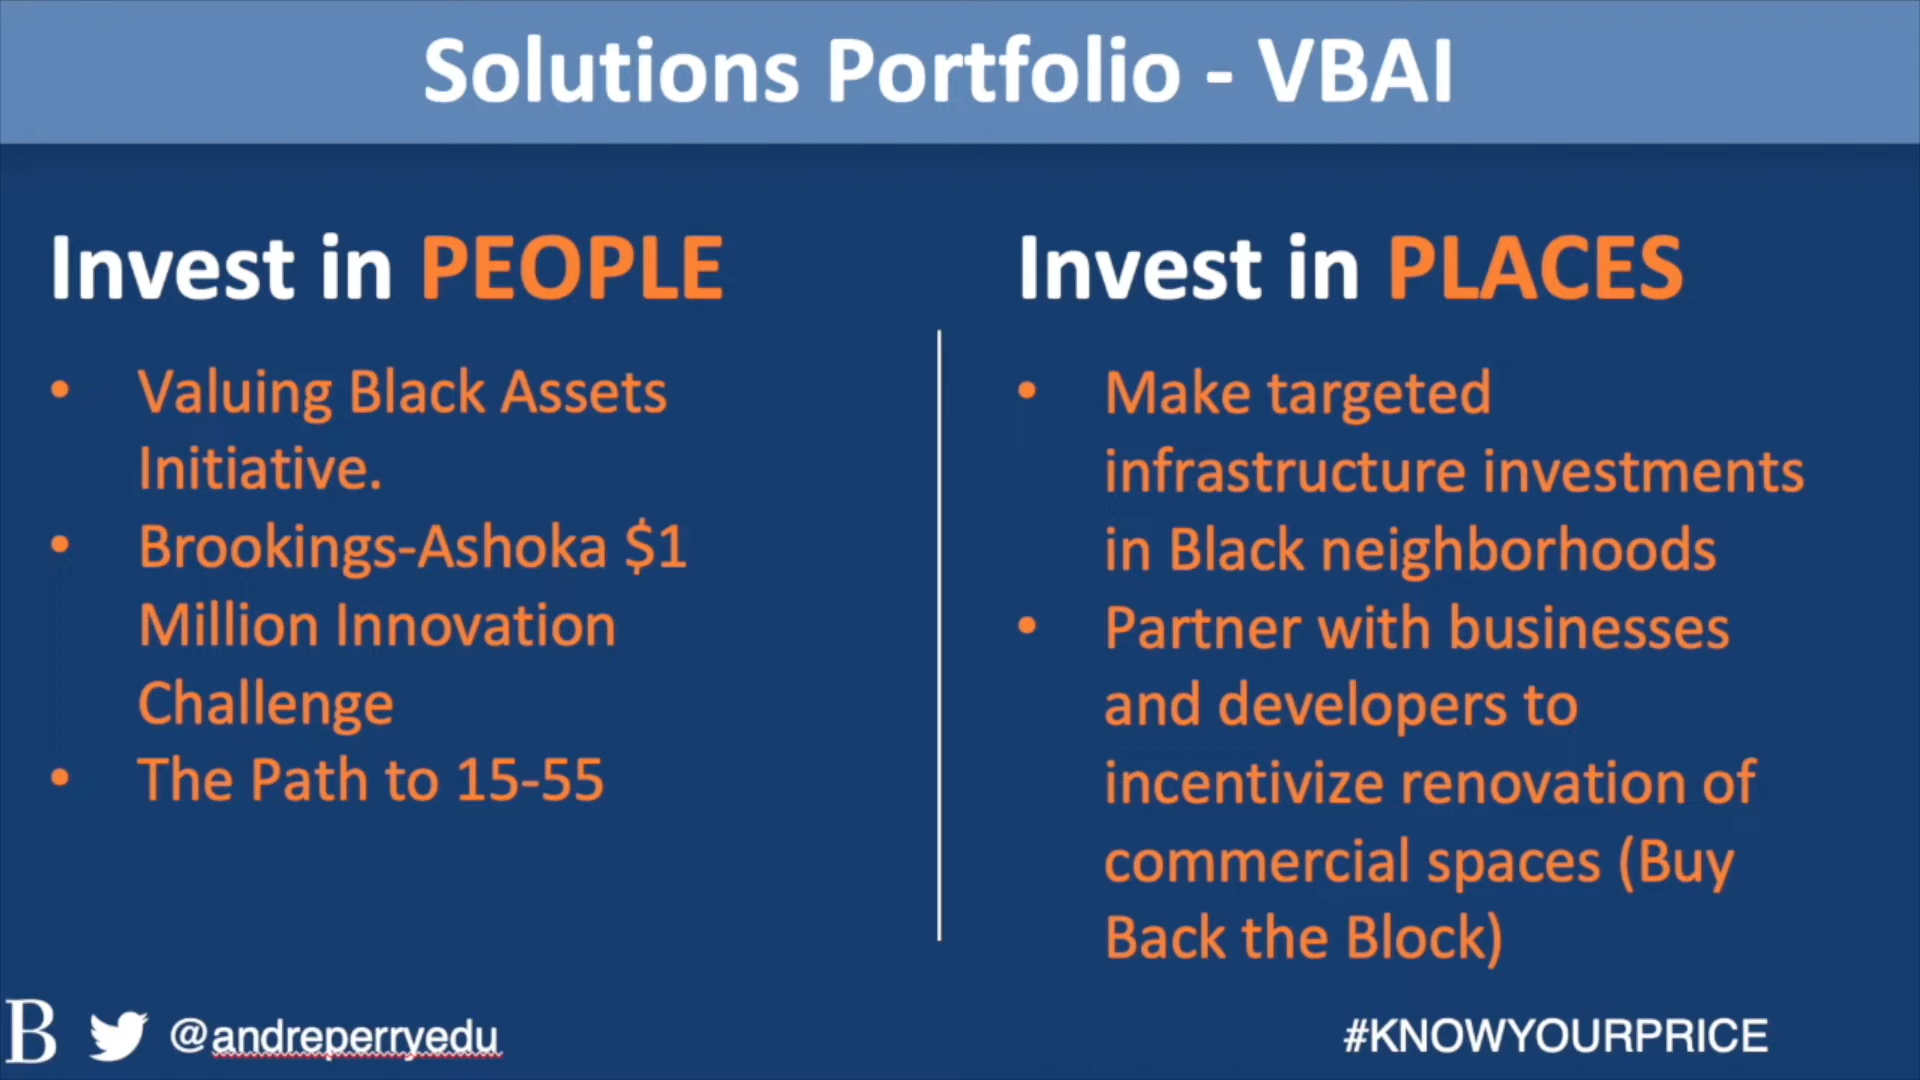 Solutions Portfolio - VBAI
Invest in PEOPLE
• Valuing Black Assets
Initiative.
• Brookings-Ashoka $1
Million Innovation
Challenge
• The Path to 15-55
Invest in PLACES
• Make targeted
infrastructure investments
in Black neighborhoods
• Partner with businesses
and developers to
incentivize renovation of
commercial spaces (Buy
Back the Block)
B @andreperryedu
#KNOWYOURPRICE